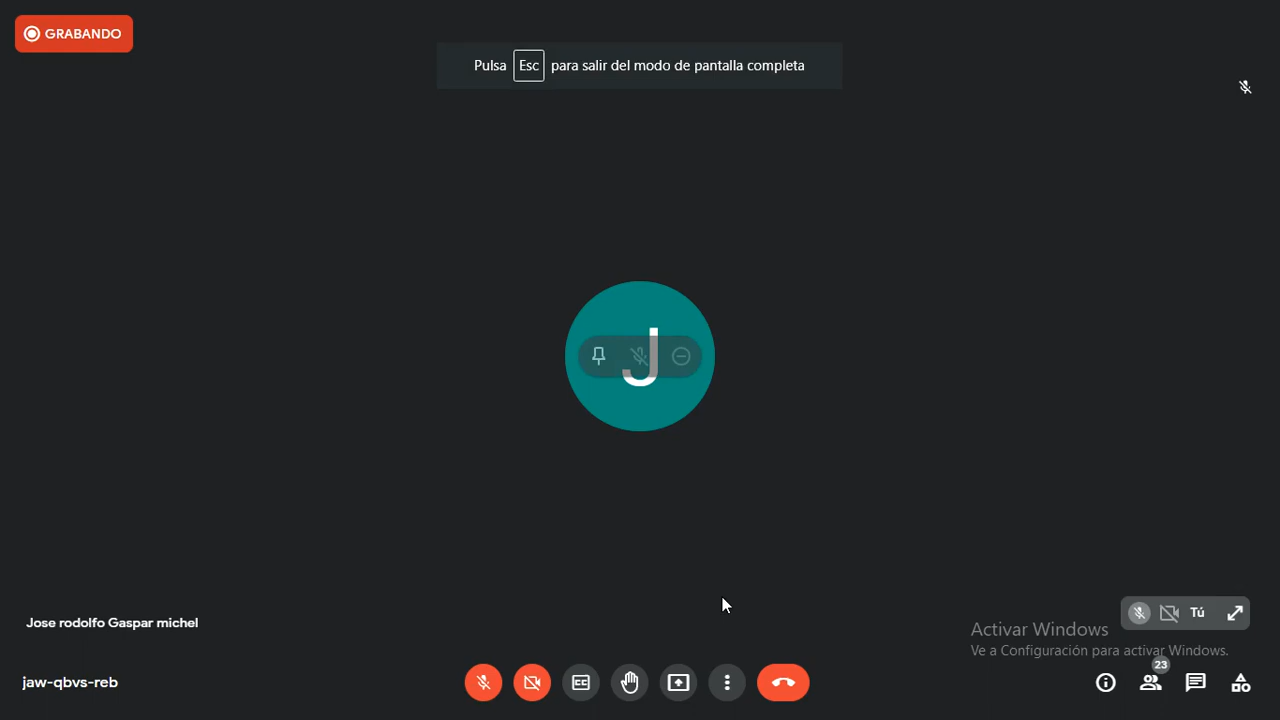 GRABANDO
Pulsa Esc para salir del modo de pantalla completa
J
Jose rodolfo Gaspar michel
Tú
Activar Windows
Ve a Configuración para activar Windows.
jaw-qbvs-reb
CC
23